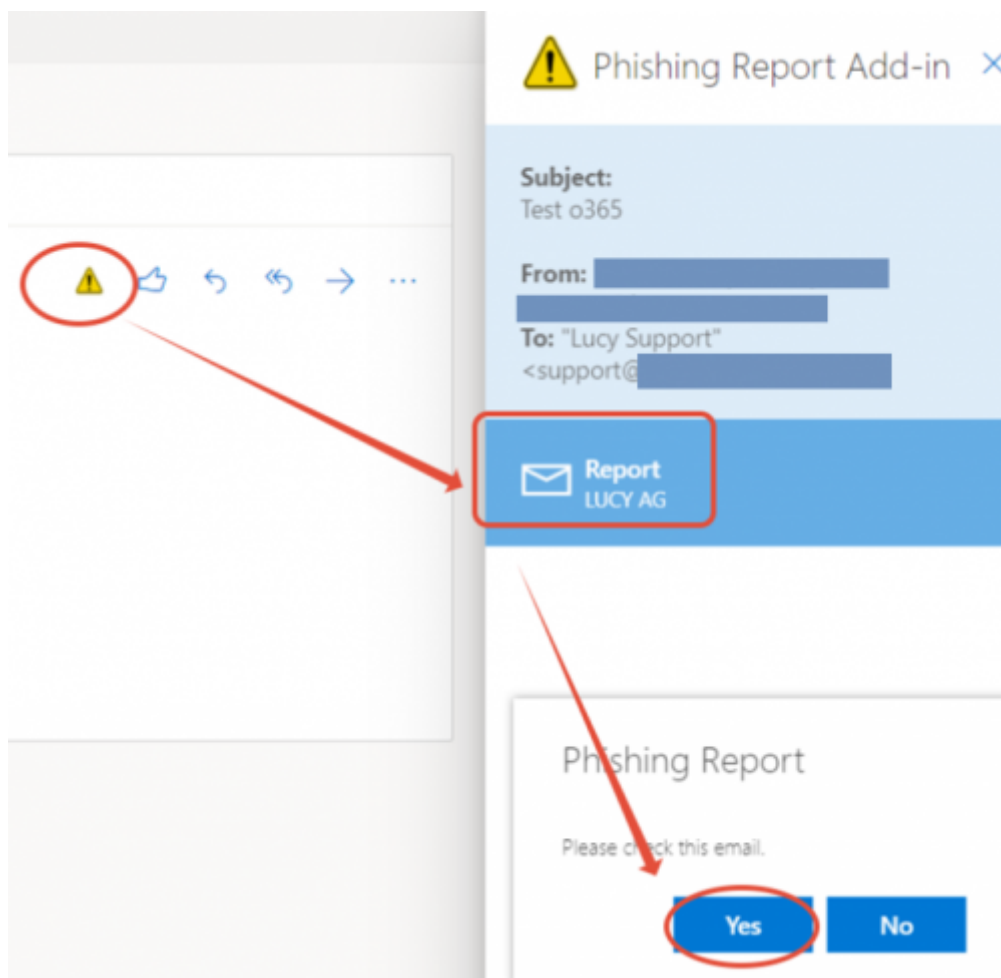 Phishing Report Add-in
Subject:
Test o365
From:
To: "Lucy Support"
<support@
Report
LUCY AG
Phishing Report
Please check this email.
Yes No